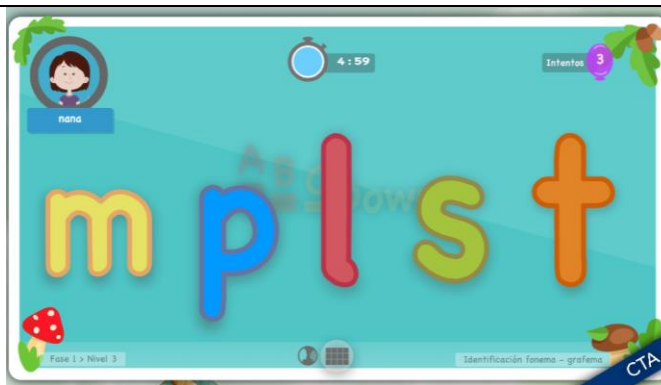 4:59
Intentos 3
nana
m p l s t
Fase 1 > Nivel 3
Identificación fonema - grafema
CTA